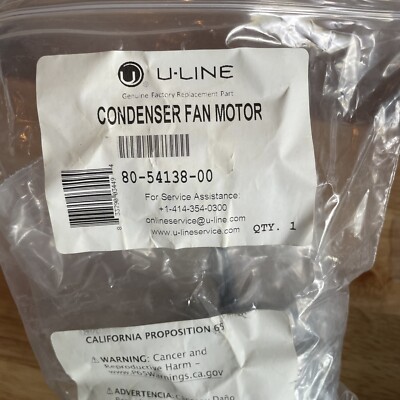 U-LINE
Genuine Factory Replacement Part
CONDENSER FAN MOTOR
80-54138-00
For Service Assistance:
+1-414-354-0300
onlineservice@u-line.com
www.u-lineservice.com
QTY. 1
CALIFORNIA PROPOSITION 65
WARNING: Cancer and
Reproductive Harm -
www.P65Warnings.ca.gov
ADVERTENCIA: Cáncer y Daño